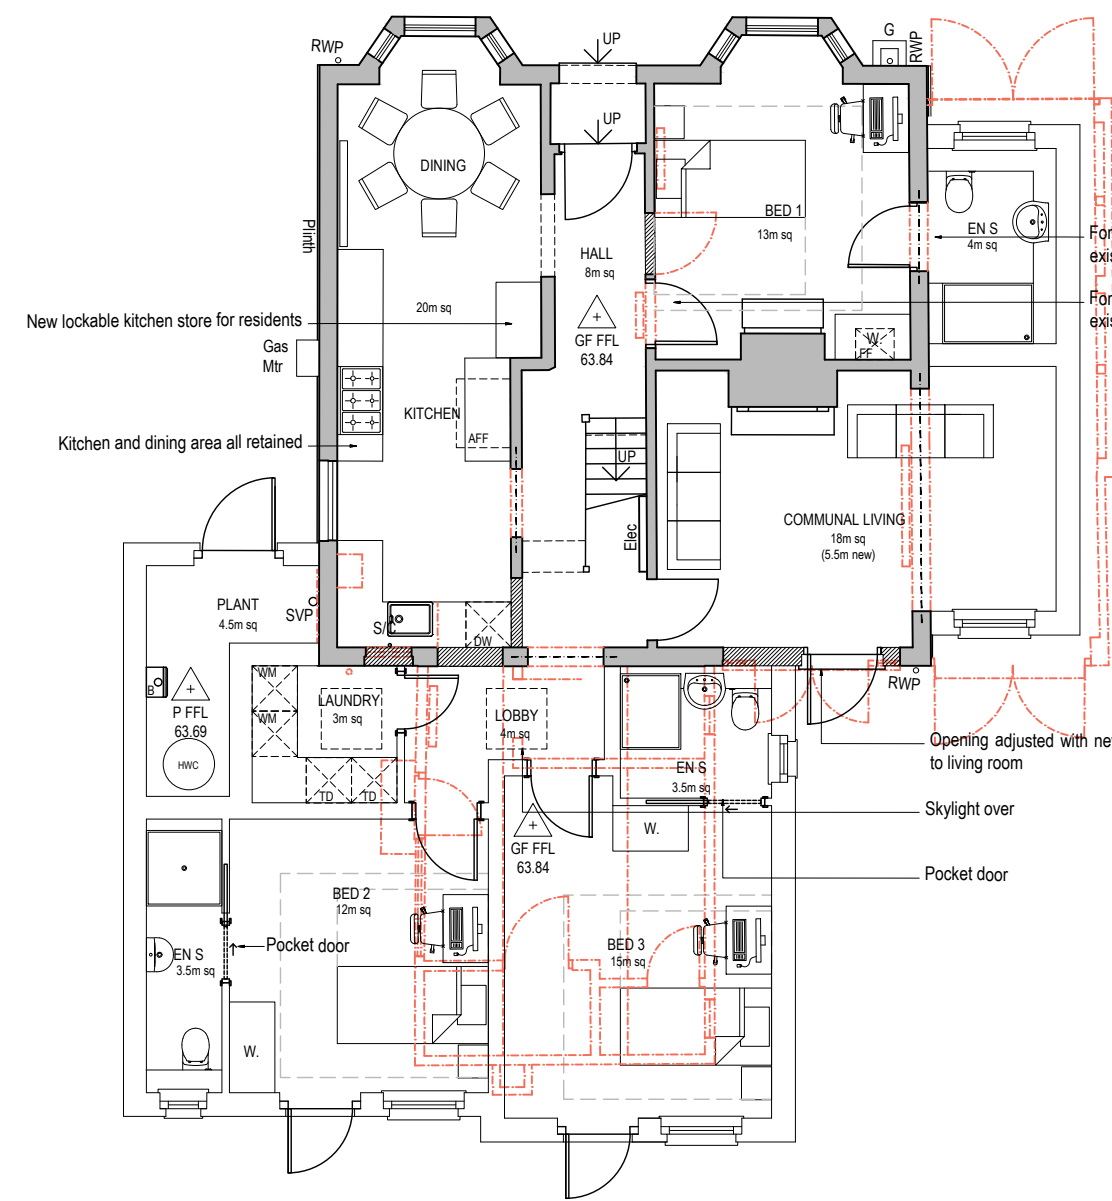 RWP
UP
G
RWP
UP
DINING
BED 1
13m sq
EN S
4m sq
Plinth
HALL
8m sq
For
exis
For
exis
20m sq
New lockable kitchen store for residents
GF FFL
63.84
Gas
Mtr
W.
FF
KITCHEN
AFF
Kitchen and dining area all retained
UP
Elec
COMMUNAL LIVING
18m sq
(5.5m new)
PLANT
4.5m sq
SVP
S/C
DW
B
P FFL
63.69
HWC
WM
WM
LAUNDRY
3m sq
TD
TD
LOBBY
4m sq
RWP
Opening adjusted with ne
to living room
EN S
3.5m sq
Skylight over
W.
GF FFL
63.84
Pocket door
BED 2
12m sq
EN S
3.5m sq
Pocket door
BED 3
15m sq
W.